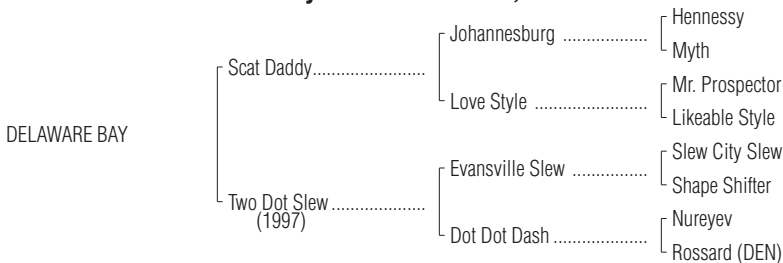 Hennessy
Johannesburg ..................
Myth
Scat Daddy........................
Mr. Prospector
Love Style ........................
Likeable Style
DELAWARE BAY
Slew City Slew
Evansville Slew ................
Shape Shifter
Two Dot Slew ....................
(1997)
Nureyev
Dot Dot Dash ....................
Rossard (DEN)